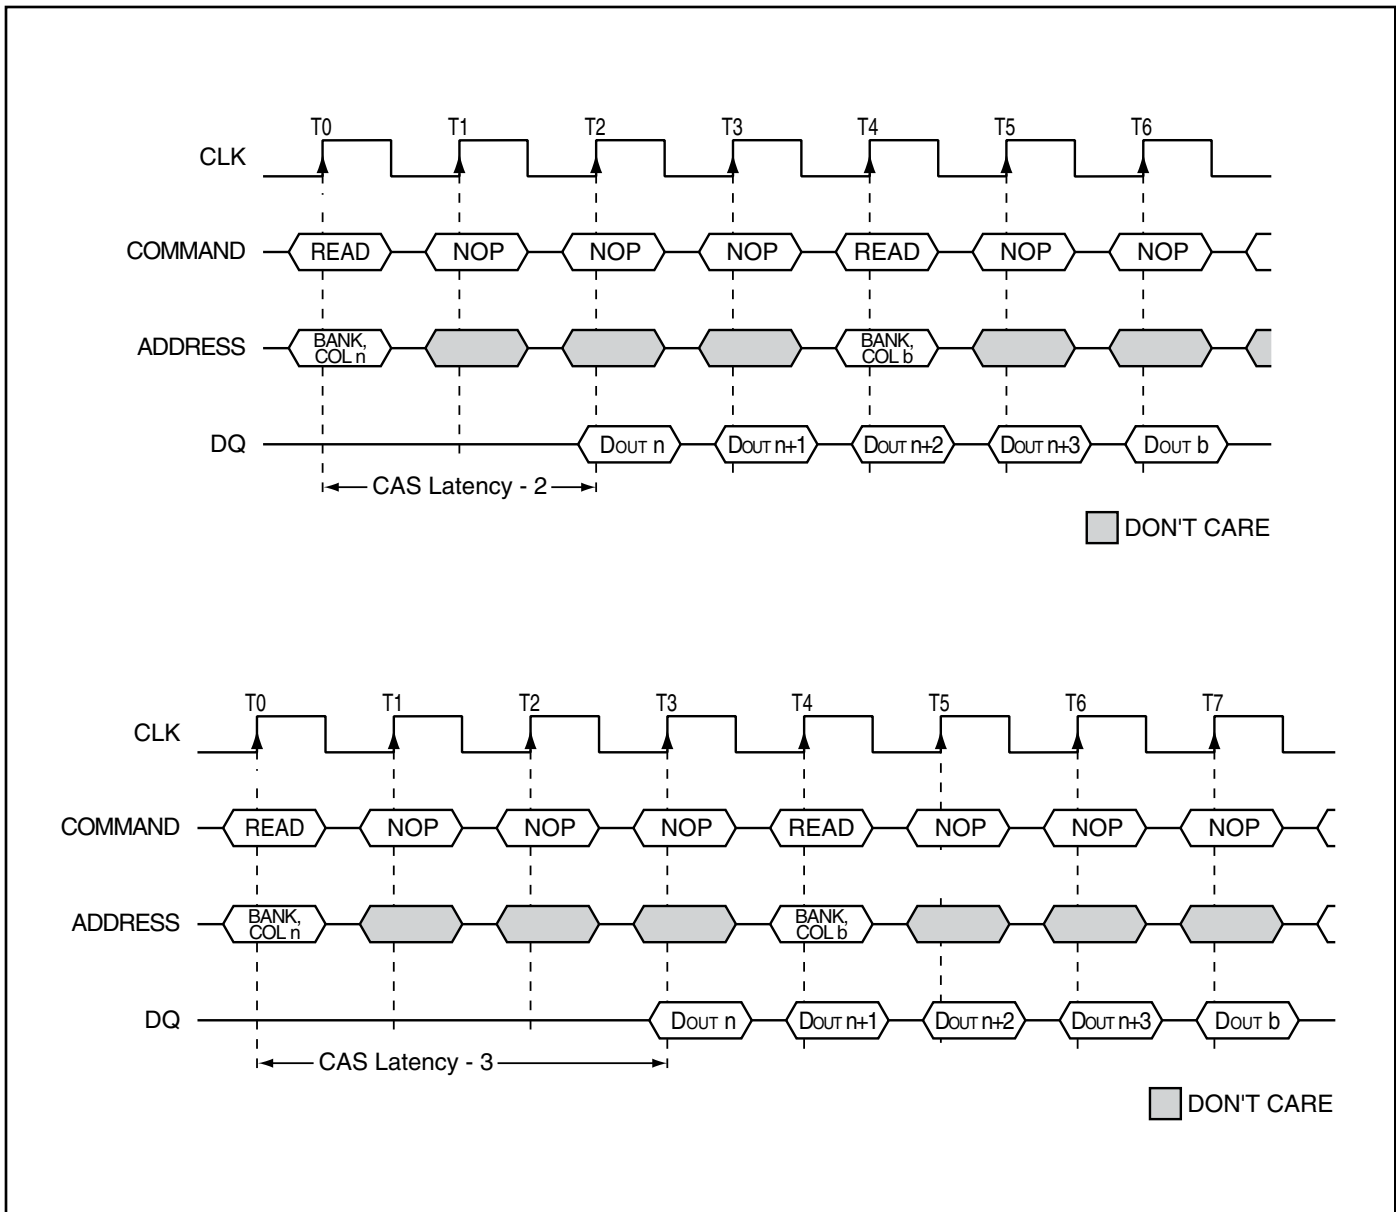 T0 T1 T2 T3 T4 T5 T6
CLK
COMMAND READ NOP NOP NOP READ NOP NOP
ADDRESS BANK, COL n BANK, COL b
DQ DOUT n DOUT n+1 DOUT n+2 DOUT n+3 DOUT b
CAS Latency - 2
DON'T CARE
T0 T1 T2 T3 T4 T5 T6 T7
CLK
COMMAND READ NOP NOP NOP READ NOP NOP NOP
ADDRESS BANK, COL n BANK, COL b
DQ DOUT n DOUT n+1 DOUT n+2 DOUT n+3 DOUT b
CAS Latency - 3
DON'T CARE